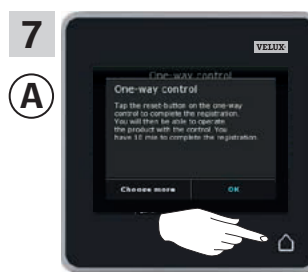 7
A
VELUX
One-way control
One-way control
Tap the reset-button on the one-way
control to complete the registration.
You will then be able to operate
the product with the control. You
have 10 min to complete the registration.
Choose more
OK